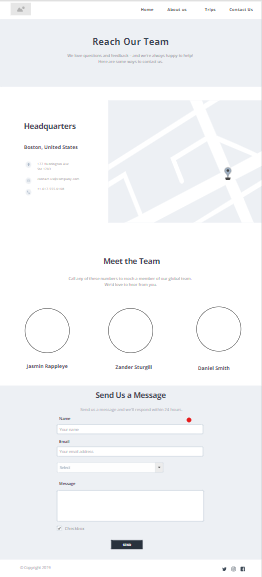 Home About us Trips Contact Us
Reach Our Team
We love questions and feedback - and we're always happy to help!
Here are some ways to contact us
Headquarters
Boston, United States
Meet the Team
Call any of these numbers to reach a member of our global team.
We'd love to hear from you.
Jasmin Rappleye
Zander Sturgill
Daniel Smith
Send Us a Message
Send us a message and we'll respond within 24 hours
Name
Your name
Email
Your email address
Select
Message
Checkbox
SEND
© Copyright 2019